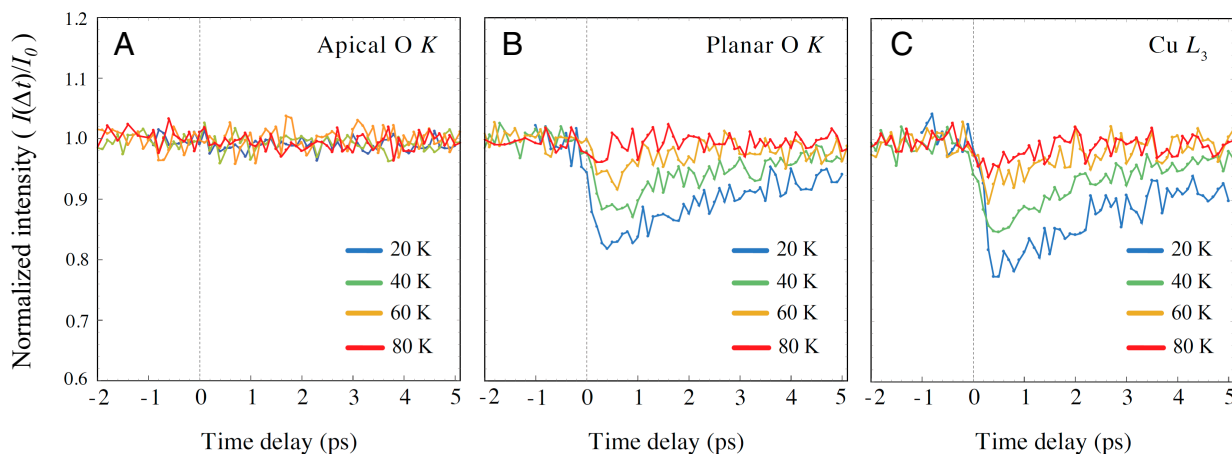 Normalized intensity ( I(Δt)/I0)
1.2
1.1
1.0
0.9
0.8
0.7
0.6
A
Apical O K
20 K
40 K
60 K
80 K
-2 -1 0 1 2 3 4 5
Time delay (ps)
B
Planar O K
20 K
40 K
60 K
80 K
-2 -1 0 1 2 3 4 5
Time delay (ps)
C
Cu L3
20 K
40 K
60 K
80 K
-2 -1 0 1 2 3 4 5
Time delay (ps)